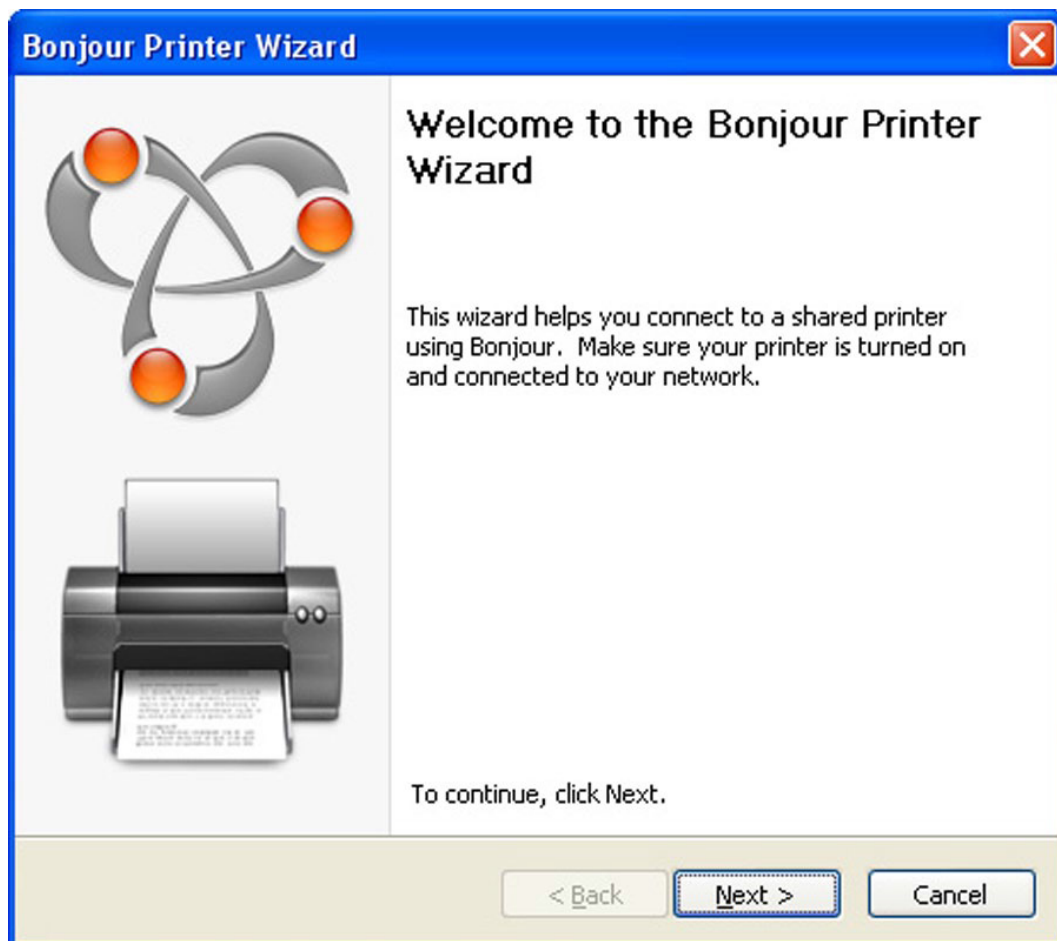 Bonjour Printer Wizard
Welcome to the Bonjour Printer
Wizard
This wizard helps you connect to a shared printer
using Bonjour.  Make sure your printer is turned on
and connected to your network.
To continue, click Next.
< Back
Next >
Cancel